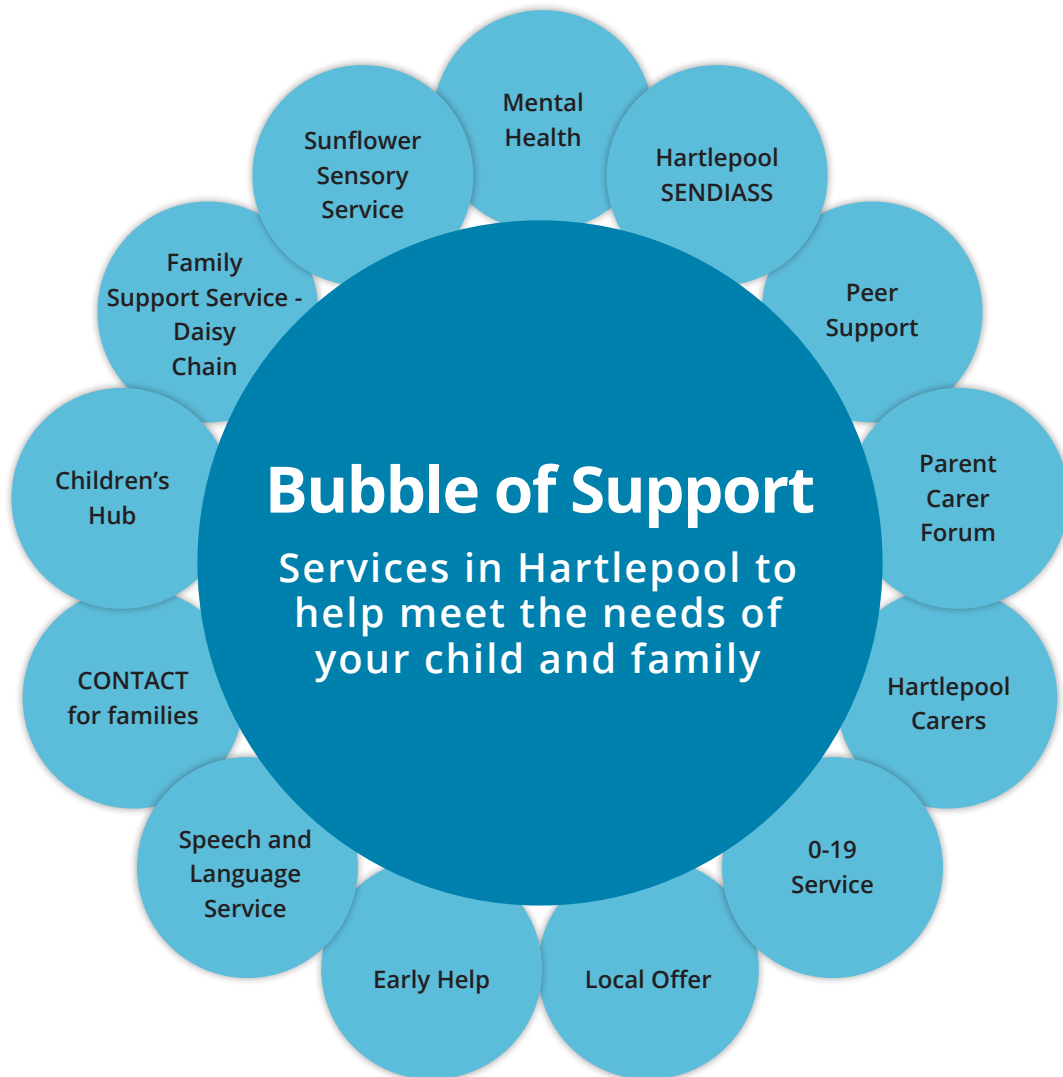 Bubble of Support
Services in Hartlepool to
help meet the needs of
your child and family
Mental
Health
Hartlepool
SENDIASS
Peer
Support
Parent
Carer
Forum
Hartlepool
Carers
0-19
Service
Local Offer
Early Help
Speech and
Language
Service
CONTACT
for families
Children’s
Hub
Family
Support Service -
Daisy
Chain
Sunflower
Sensory
Service